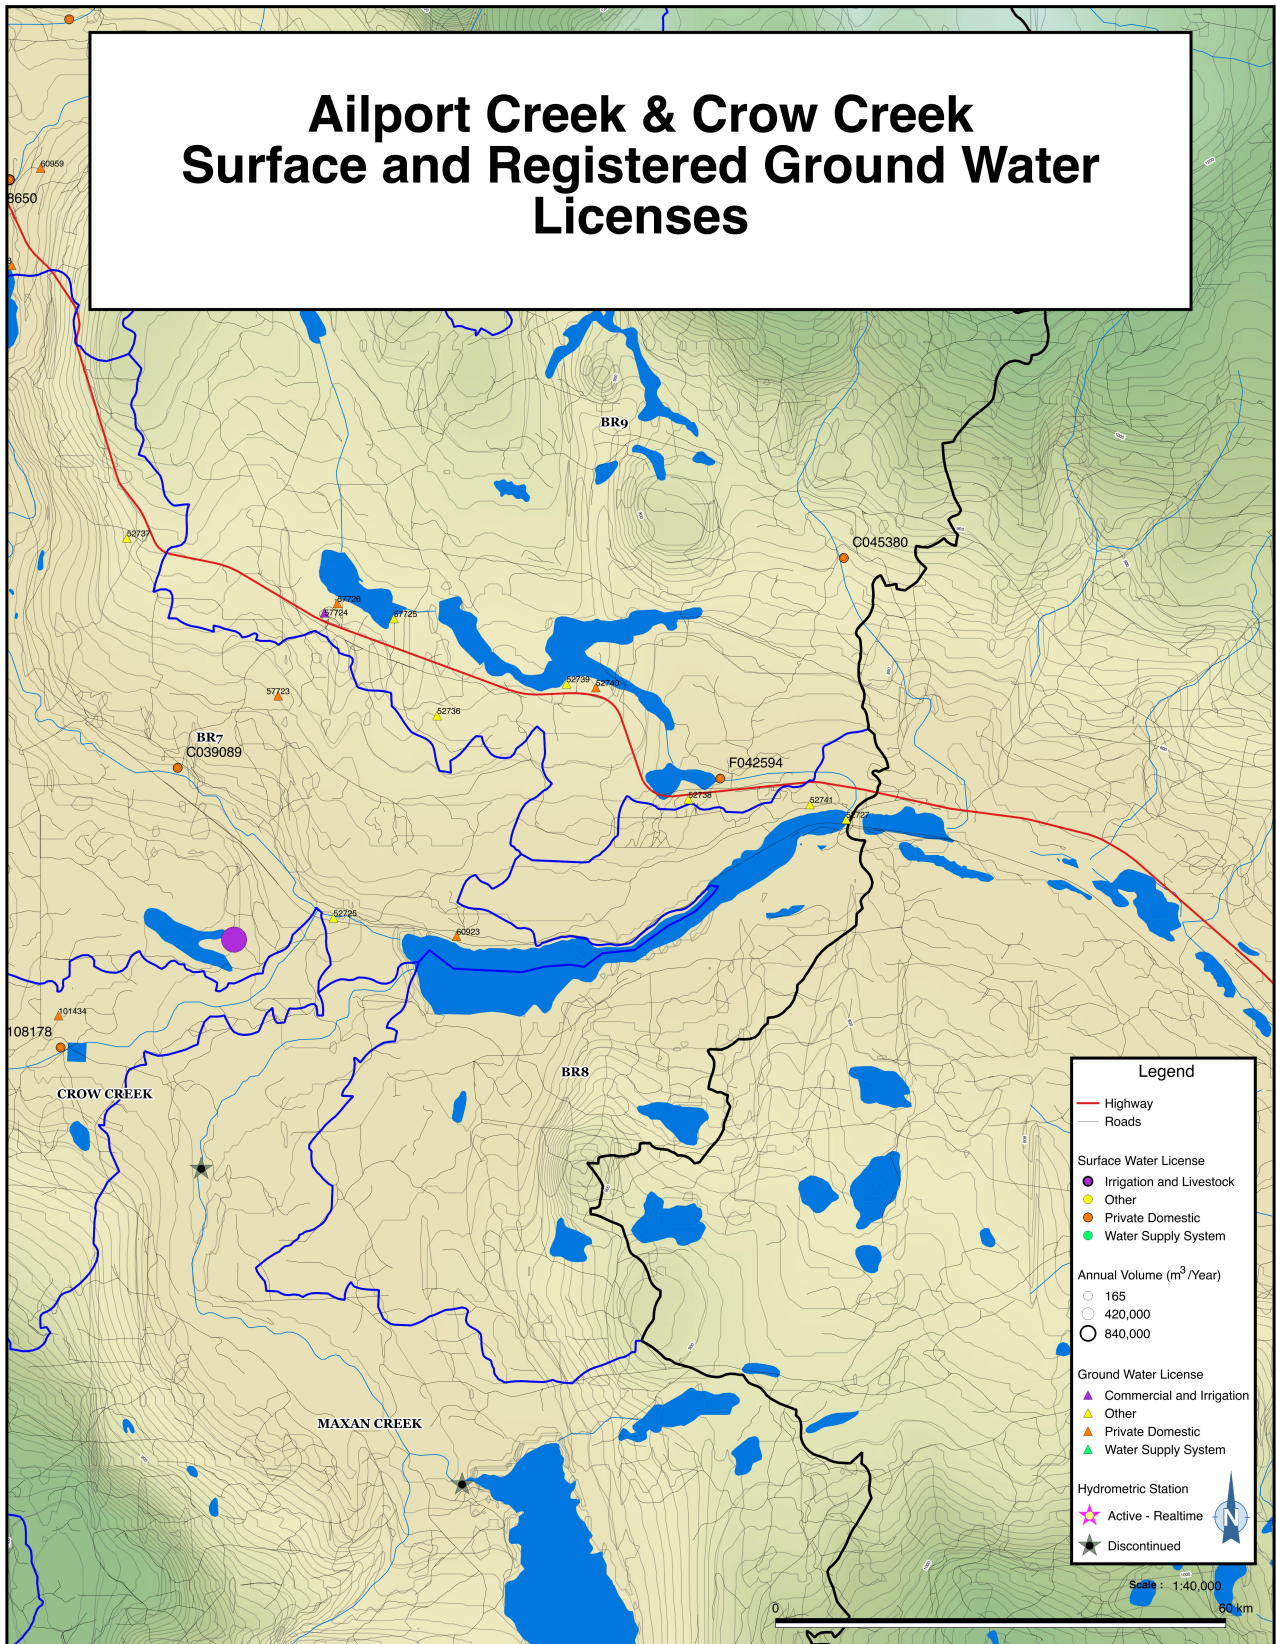 Ailport Creek & Crow Creek
Surface and Registered Ground Water
Licenses
60959
8650
BR9
52737
C045380
57726
57724
57725
52739
52740
57723
52736
BR7
C039089
F042594
52738
52741
52727
52725
60923
101434
108178
CROW CREEK
BR8
MAXAN CREEK
Legend
Highway
Roads
Surface Water License
Irrigation and Livestock
Other
Private Domestic
Water Supply System
Annual Volume (m3/Year)
165
420,000
840,000
Ground Water License
Commercial and Irrigation
Other
Private Domestic
Water Supply System
Hydrometric Station
Active - Realtime
N
Discontinued
Scale : 1:40,000
0
60 km